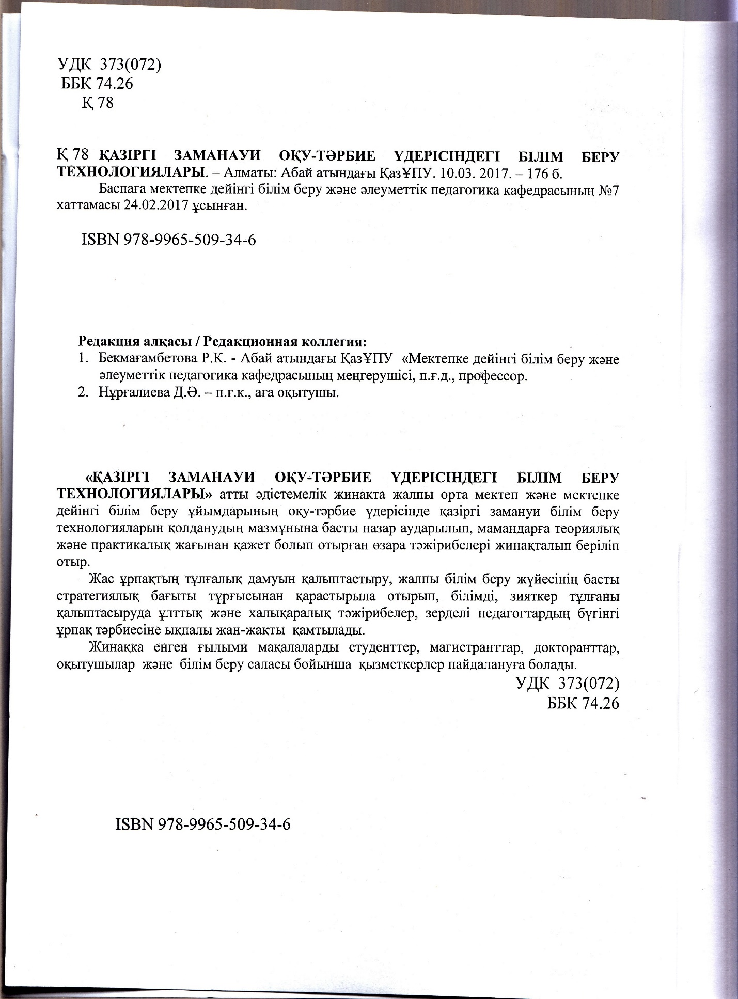 УДК 373(072)
ББК 74.26
Қ 78
Қ 78 ҚАЗІРГІ ЗАМАНАУИ ОҚУ-ТӘРБИЕ ҮДЕРІСІНДЕГІ БІЛІМ БЕРУ
ТЕХНОЛОГИЯЛАРЫ. – Алматы: Абай атындағы ҚазҰПУ. 10.03. 2017. – 176 б.
Баспаға мектепке дейінгі білім беру және әлеуметтік педагогика кафедрасының №7
хаттамасы 24.02.2017 ұсынған.
ISBN 978-9965-509-34-6
Редакция алқасы / Редакционная коллегия:
1. Бекмағамбетова Р.К. - Абай атындағы ҚазҰПУ «Мектепке дейінгі білім беру және
әлеуметтік педагогика кафедрасының меңгерушісі, п.ғ.д., профессор.
2. Нұрғалиева Д.Ә. – п.ғ.к., аға оқытушы.
«ҚАЗІРГІ ЗАМАНАУИ ОҚУ-ТӘРБИЕ ҮДЕРІСІНДЕГІ БІЛІМ БЕРУ
ТЕХНОЛОГИЯЛАРЫ» атты әдістемелік жинакта жалпы орта мектеп және мектепке
дейінгі білім беру ұйымдарының оқу-тәрбие үдерісінде қазіргі замануи білім беру
технологияларын қолданудың мазмұнына басты назар аударылып, мамандарға теориялық
және практикалық жағынан қажет болып отырған өзара тәжірибелері жинақталып беріліп
отыр.
Жас ұрпақтың тұлғалық дамуын қалыптастыру, жалпы білім беру жүйесінің басты
стратегиялық бағыты тұрғысынан қарастырыла отырып, білімді, зияткер тұлғаны
қалыптасыруда ұлттық және халықаралық тәжірибелер, зерделі педагогтардың бүгінгі
ұрпақ тәрбиесіне ықпалы жан-жақты қамтылады.
Жинаққа енген ғылыми мақалаларды студенттер, магистранттар, докторанттар,
оқытушылар және білім беру саласы бойынша қызметкерлер пайдалануға болады.
УДК 373(072)
ББК 74.26
ISBN 978-9965-509-34-6